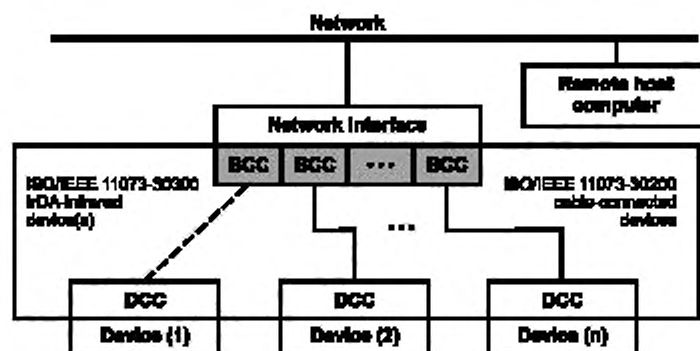 Network
Remote host
computer
Network Interface
BCC BCC ... BCC
ISO/IEEE 11073-30300
IrDA-infrared
device(s)
ISO/IEEE 11073-30200
cable-connected
devices
...
DCC DCC DCC
Device (1) Device (2) Device (n)